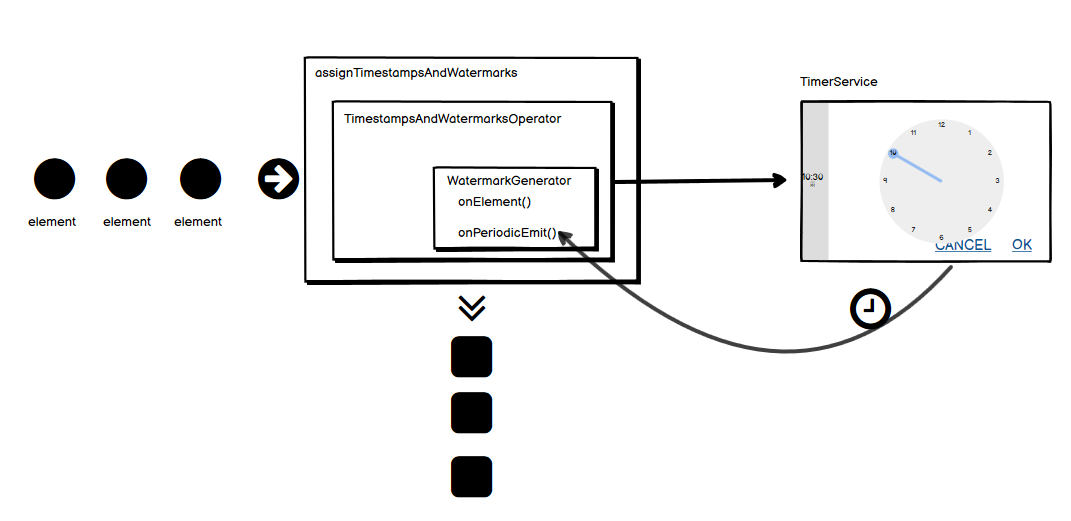 assignTimestampsAndWatermarks
TimerService
TimestampsAndWatermarksOperator
WatermarkGenerator
onElement()
onPeriodicEmit()
element
element
element
10:30
12
11
1
10
2
9
3
8
4
7
5
6
CANCEL
OK